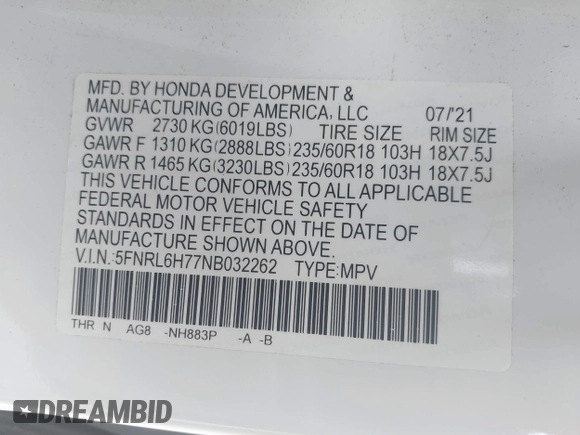 MFD. BY HONDA DEVELOPMENT &
MANUFACTURING OF AMERICA, LLC 07/'21
GVWR 2730 KG(6019LBS) TIRE SIZE RIM SIZE
GAWR F 1310 KG(2888LBS) 235/60R18 103H 18X7.5J
GAWR R 1465 KG(3230LBS) 235/60R18 103H 18X7.5J
THIS VEHICLE CONFORMS TO ALL APPLICABLE
FEDERAL MOTOR VEHICLE SAFETY
STANDARDS IN EFFECT ON THE DATE OF
MANUFACTURE SHOWN ABOVE.
V.I.N.:5FNRL6H77NB032262 TYPE:MPV
THR N AG8 -NH883P -A -B
DREAMBID